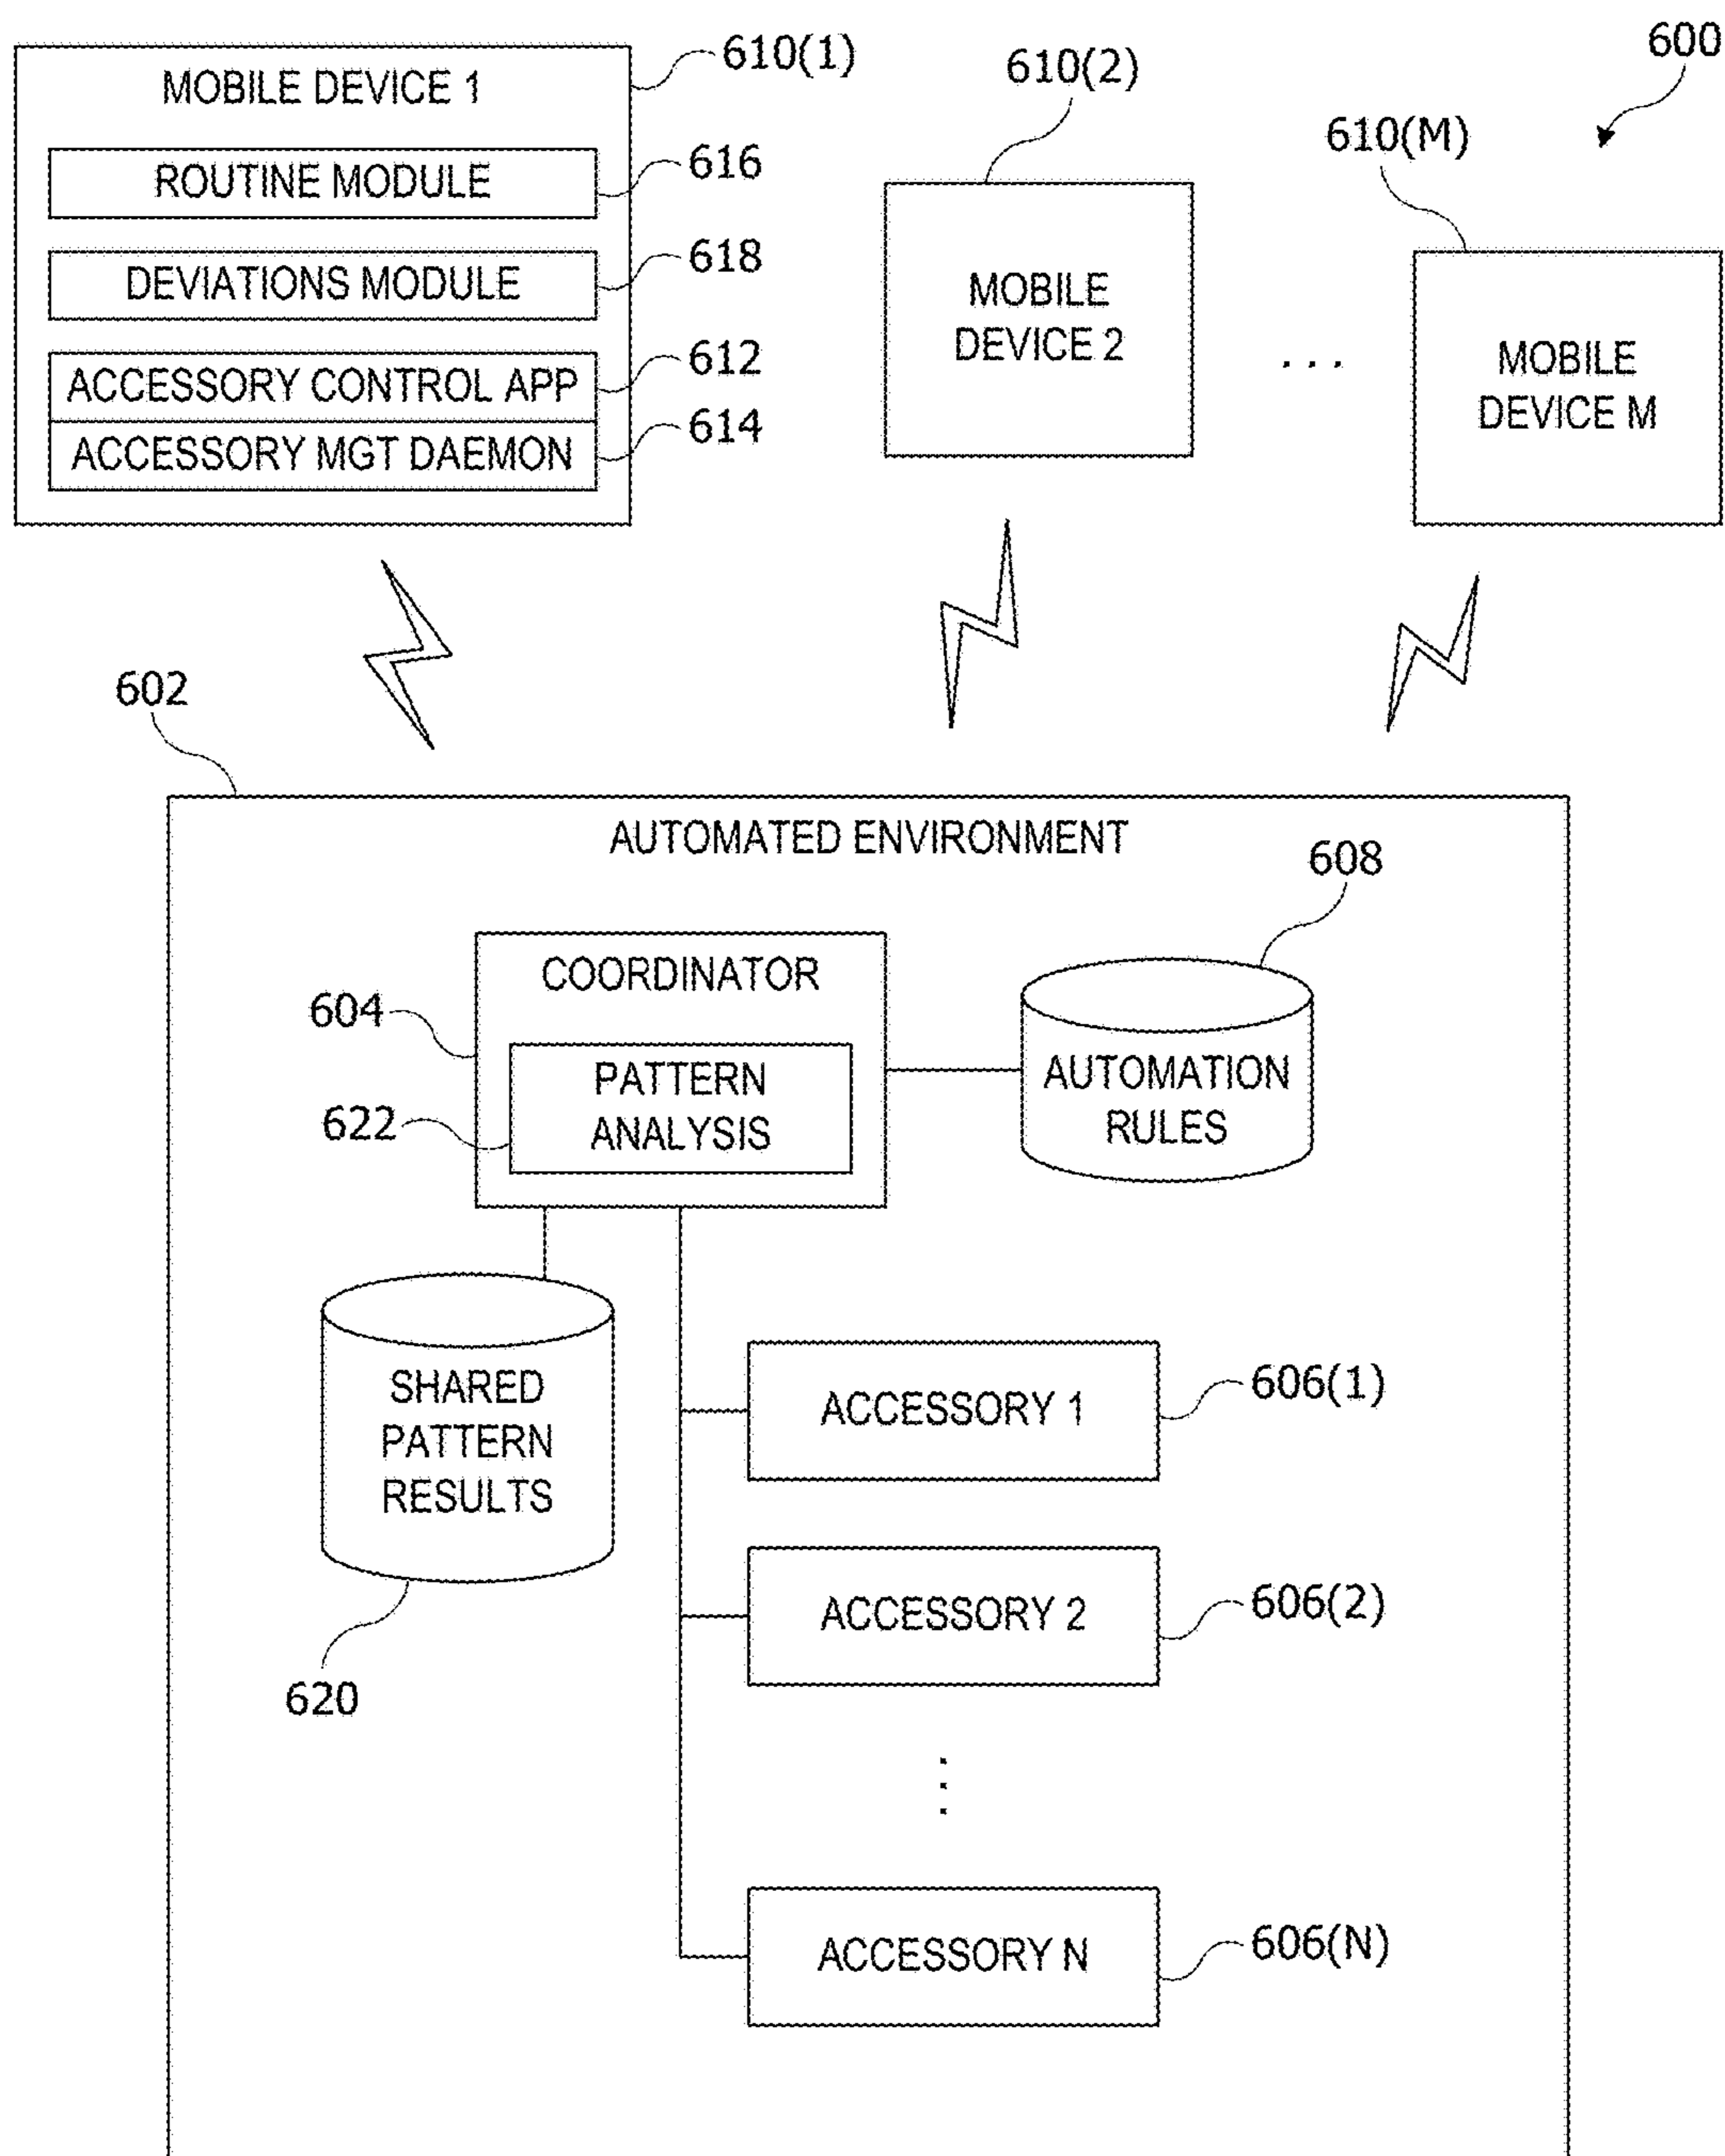 600
610(1)
MOBILE DEVICE 1
ROUTINE MODULE
616
DEVIATIONS MODULE
618
ACCESSORY CONTROL APP
612
ACCESSORY MGT DAEMON
614
610(2)
MOBILE
DEVICE 2
. . .
610(M)
MOBILE
DEVICE M
602
AUTOMATED ENVIRONMENT
608
COORDINATOR
604
PATTERN
ANALYSIS
622
AUTOMATION
RULES
SHARED
PATTERN
RESULTS
620
ACCESSORY 1
606(1)
ACCESSORY 2
606(2)
ACCESSORY N
606(N)